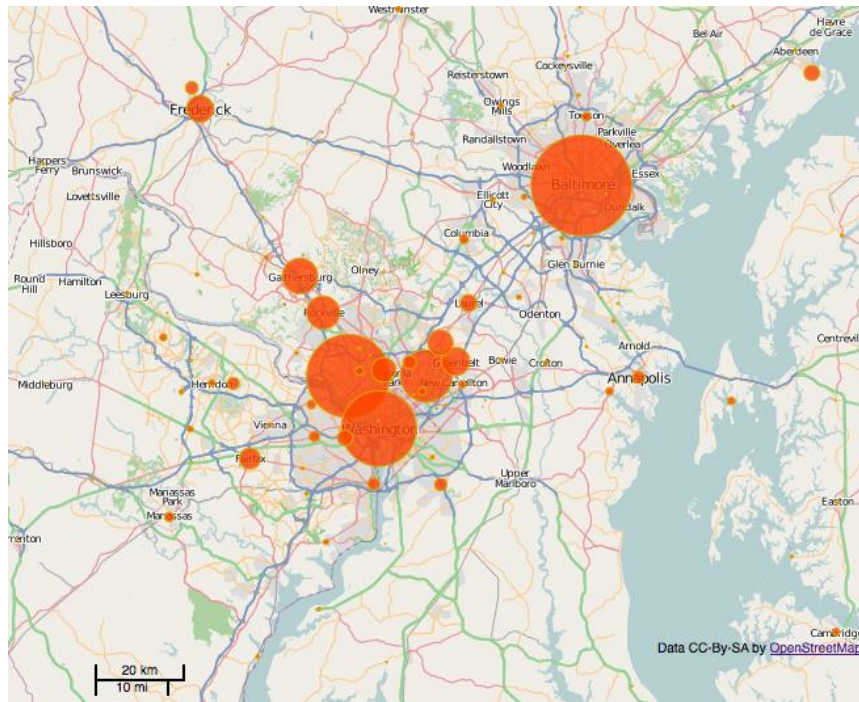 Westminster
Havre
de Grace
Bel Air
Aberdeen
Cockeysville
Reisterstown
Owings
Mills
Frederick
Towson
Parkville
Overlea
Randallstown
Harpers
Ferry
Brunswick
Woodlawn
Essex
Baltimore
Lovettsville
Ellicott
City
Dundalk
Columbia
Hillsboro
Glen Burnie
Round
Hill
Hamilton
Gaithersburg
Olney
Leesburg
Laurel
Rockville
Odenton
Arnold
Centrevi
Greenbelt
Bowie
Crofton
Park
New Carrollton
Annapolis
Middleburg
Herndon
Vienna
Washington
Fairfax
Upper
Marlboro
Manassas
Park
Manassas
Easton
renton
Cambridge
Data CC-By-SA by OpenStreetMap
20 km
10 mi